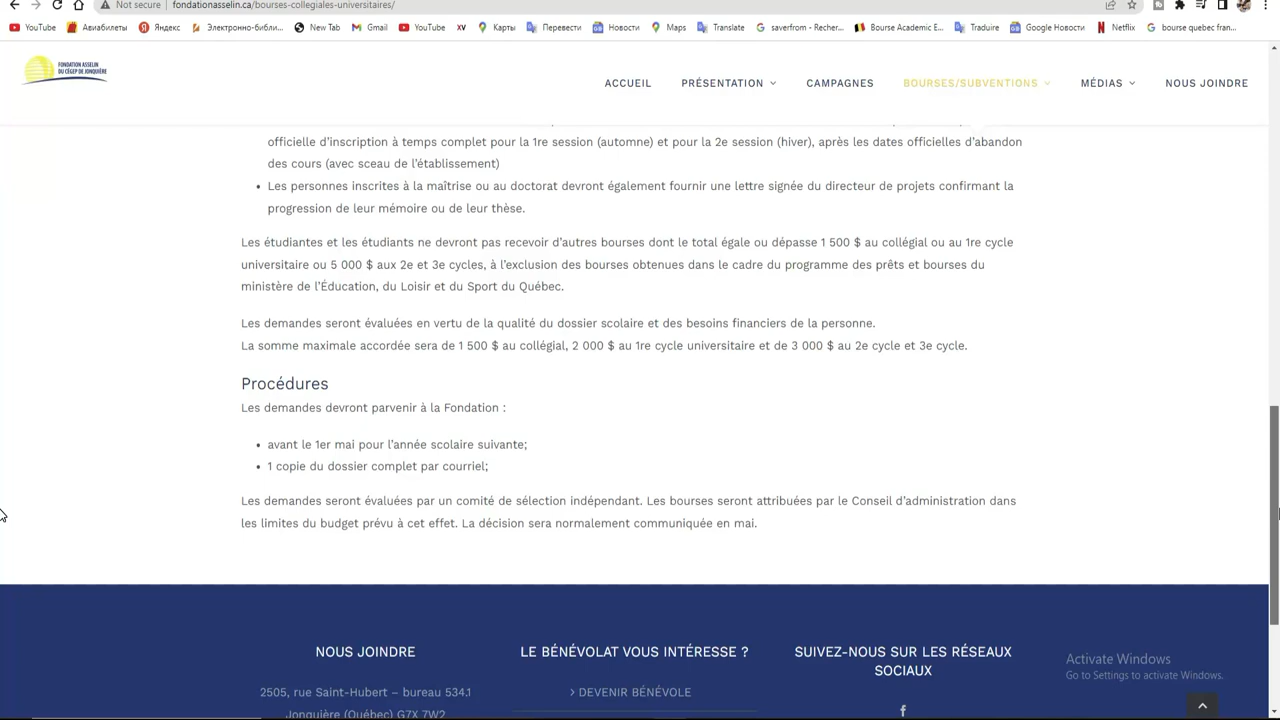 Not secure | fondationasselin.ca/bourses-collegiales-universitaires/
YouTube Авиабилеты Яндекс Электронно-библи... New Tab Gmail YouTube XV Карты Перевести Новости Maps Translate saverfrom - Recher... Bourse Academic E... Traduire Google Новости Netflix bourse quebec fran...
FONDATION ASSELIN
DU CÉGEP DE JONQUIÈRE
ACCUEIL PRÉSENTATION CAMPAGNES BOURSES/SUBVENTIONS MÉDIAS NOUS JOINDRE
officielle d'inscription à temps complet pour la 1re session (automne) et pour la 2e session (hiver), après les dates officielles d'abandon
des cours (avec sceau de l'établissement)
• Les personnes inscrites à la maîtrise ou au doctorat devront également fournir une lettre signée du directeur de projets confirmant la
progression de leur mémoire ou de leur thèse.
Les étudiantes et les étudiants ne devront pas recevoir d'autres bourses dont le total égale ou dépasse 1 500 $ au collégial ou au 1re cycle
universitaire ou 5 000 $ aux 2e et 3e cycles, à l'exclusion des bourses obtenues dans le cadre du programme des prêts et bourses du
ministère de l'Éducation, du Loisir et du Sport du Québec.
Les demandes seront évaluées en vertu de la qualité du dossier scolaire et des besoins financiers de la personne.
La somme maximale accordée sera de 1 500 $ au collégial, 2 000 $ au 1re cycle universitaire et de 3 000 $ au 2e cycle et 3e cycle.
Procédures
Les demandes devront parvenir à la Fondation :
• avant le 1er mai pour l'année scolaire suivante;
• 1 copie du dossier complet par courriel;
Les demandes seront évaluées par un comité de sélection indépendant. Les bourses seront attribuées par le Conseil d'administration dans
les limites du budget prévu à cet effet. La décision sera normalement communiquée en mai.
NOUS JOINDRE
2505, rue Saint-Hubert – bureau 534.1
Jonquière (Québec) G7X 7W2
LE BÉNÉVOLAT VOUS INTÉRESSE ?
> DEVENIR BÉNÉVOLE
SUIVEZ-NOUS SUR LES RÉSEAUX
SOCIAUX
Activate Windows
Go to Settings to activate Windows.